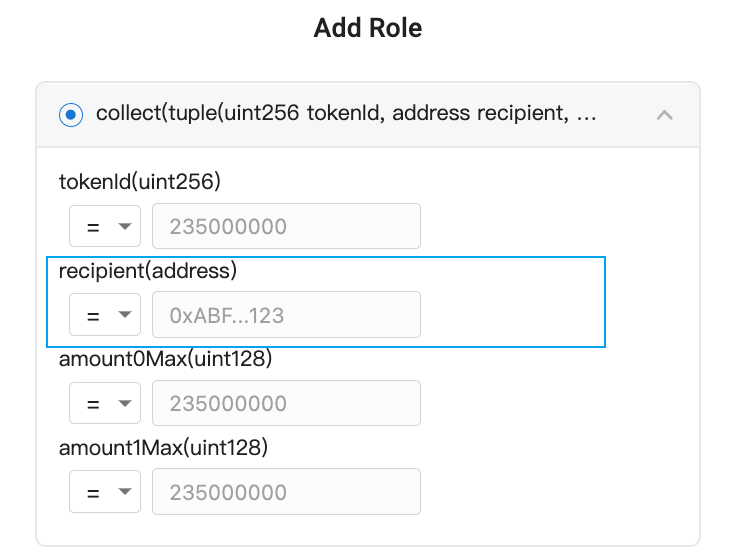 Add Role
collect(tuple(uint256 tokenId, address recipient, ...
tokenId(uint256)
= 235000000
recipient(address)
= 0xABF...123
amount0Max(uint128)
= 235000000
amount1Max(uint128)
= 235000000